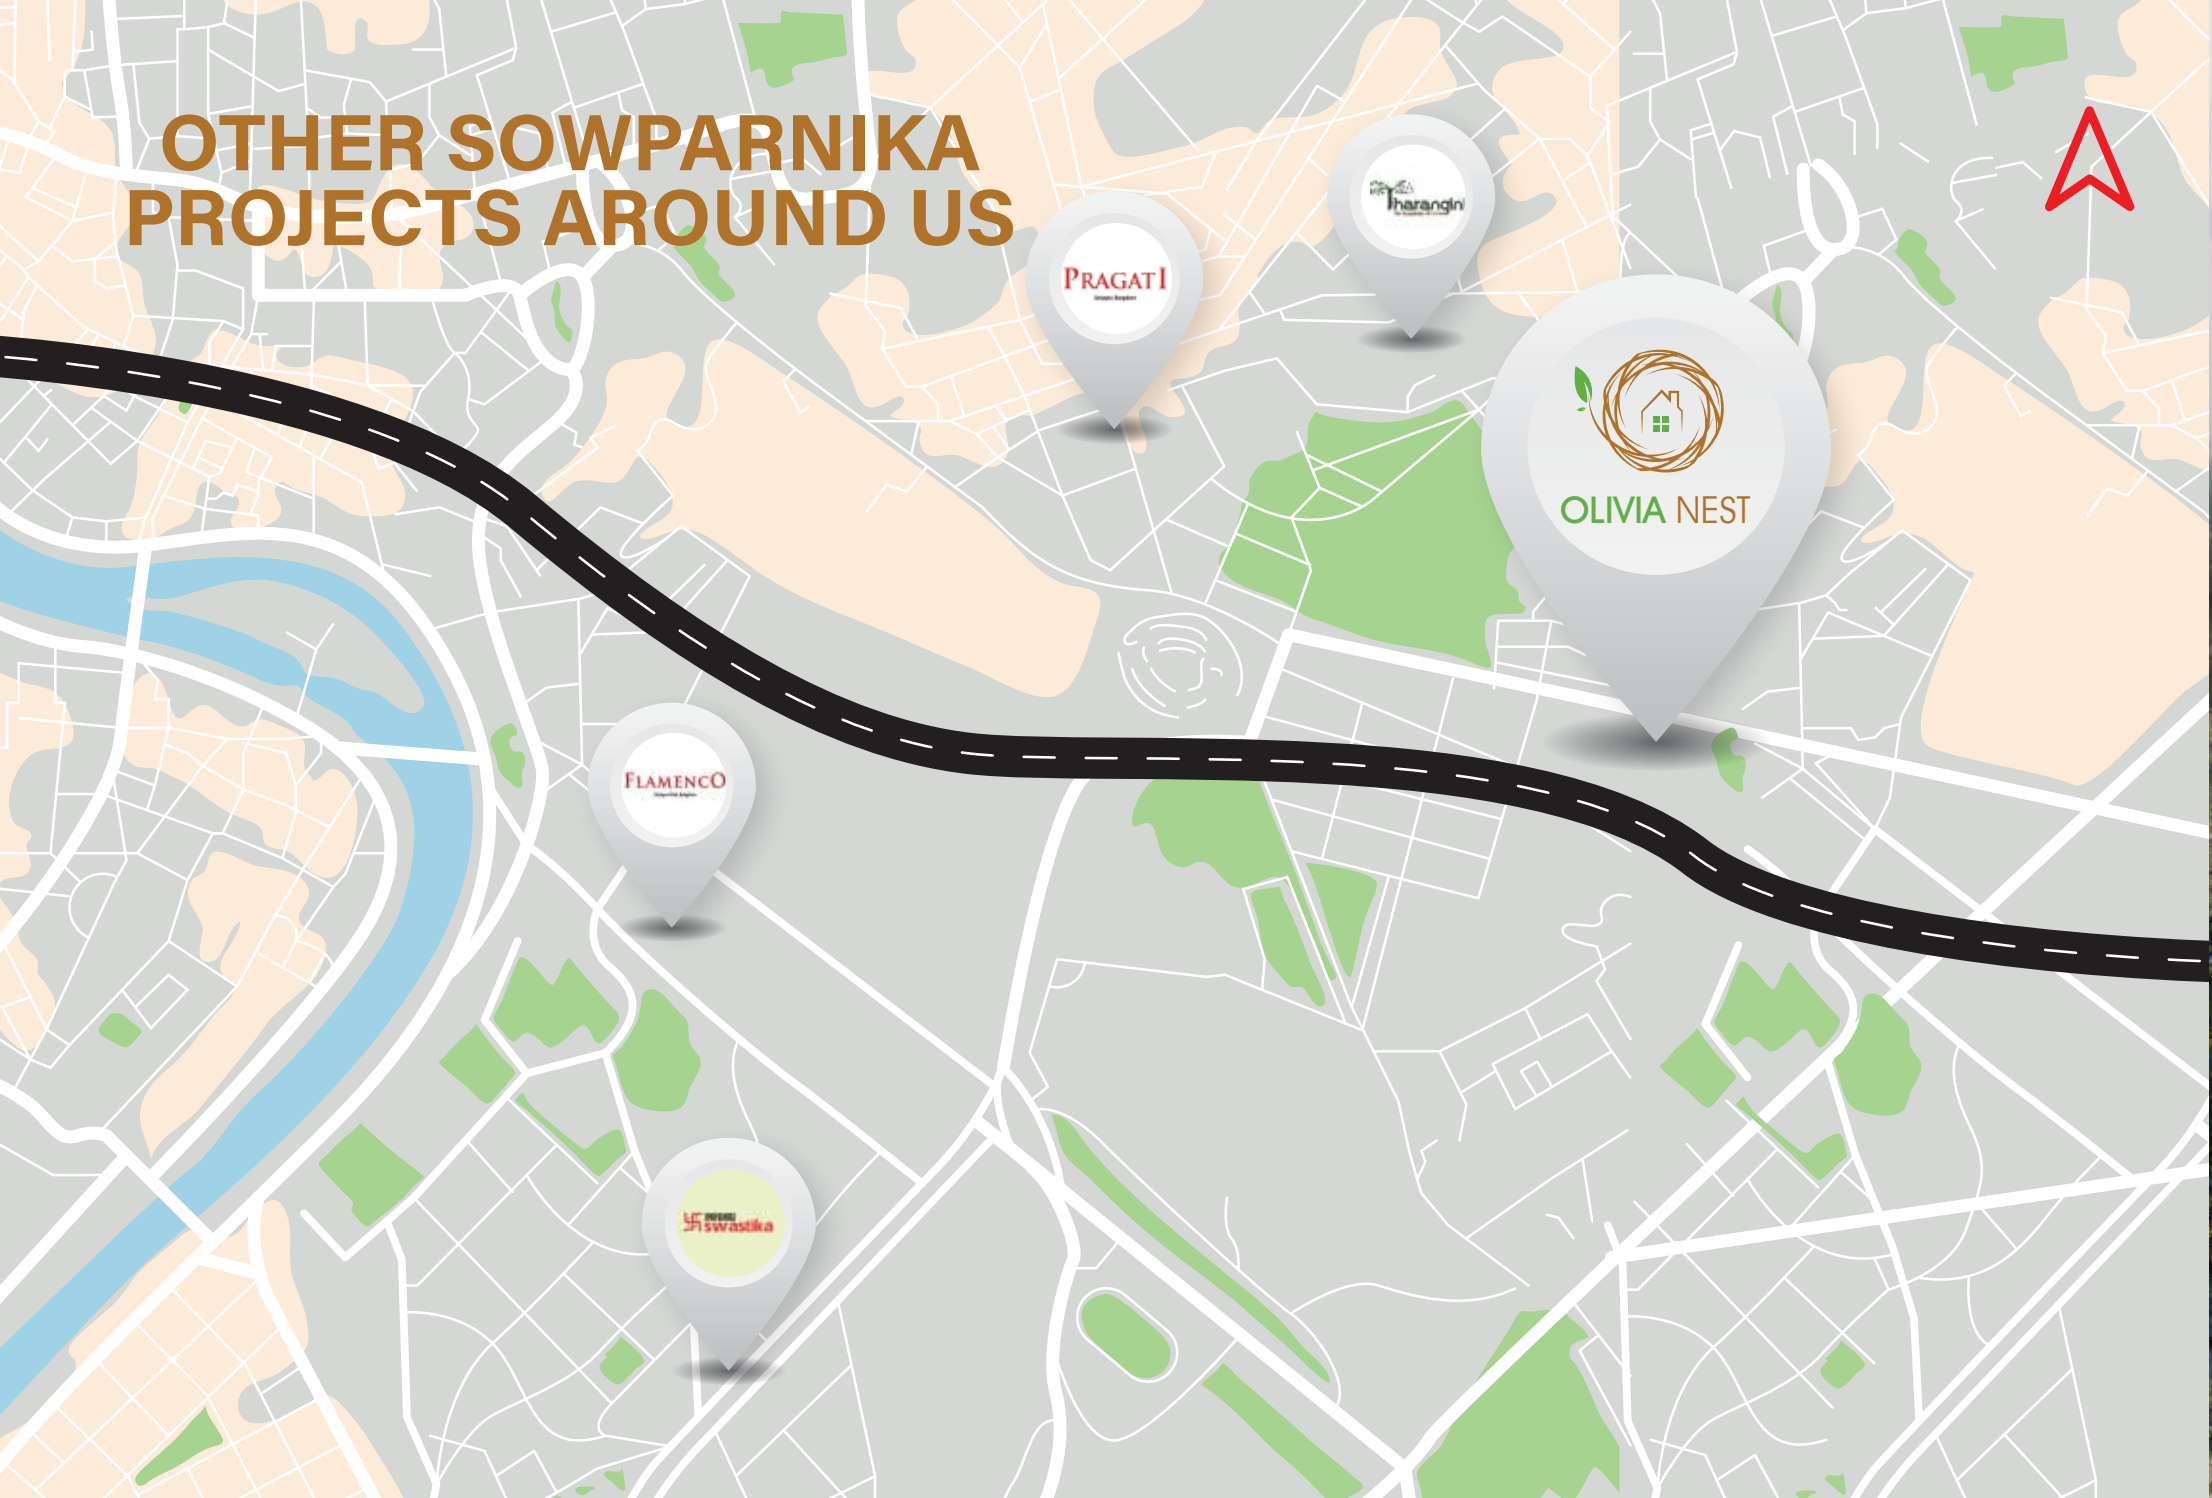 OTHER SOWPARNIKA
PROJECTS AROUND US
Tharangini
PRAGATI
OLIVIA NEST
FLAMENCO
swastika